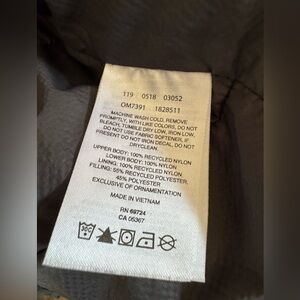 119 0518 03052
OM7391 1828511
MACHINE WASH COLD, REMOVE
PROMPTLY, WITH LIKE COLORS, DO NOT
BLEACH, TUMBLE DRY LOW, IRON LOW,
DO NOT USE FABRIC SOFTENER, IF
PRESENT DO NOT IRON DECAL, DO NOT
DRYCLEAN.
UPPER BODY: 100% RECYCLED NYLON
LOWER BODY: 100% NYLON
LINING: 100% RECYCLED NYLON
FILLING: 55% RECYCLED POLYESTER,
45% POLYESTER
EXCLUSIVE OF ORNAMENTATION
MADE IN VIETNAM
RN 69724
CA 05367